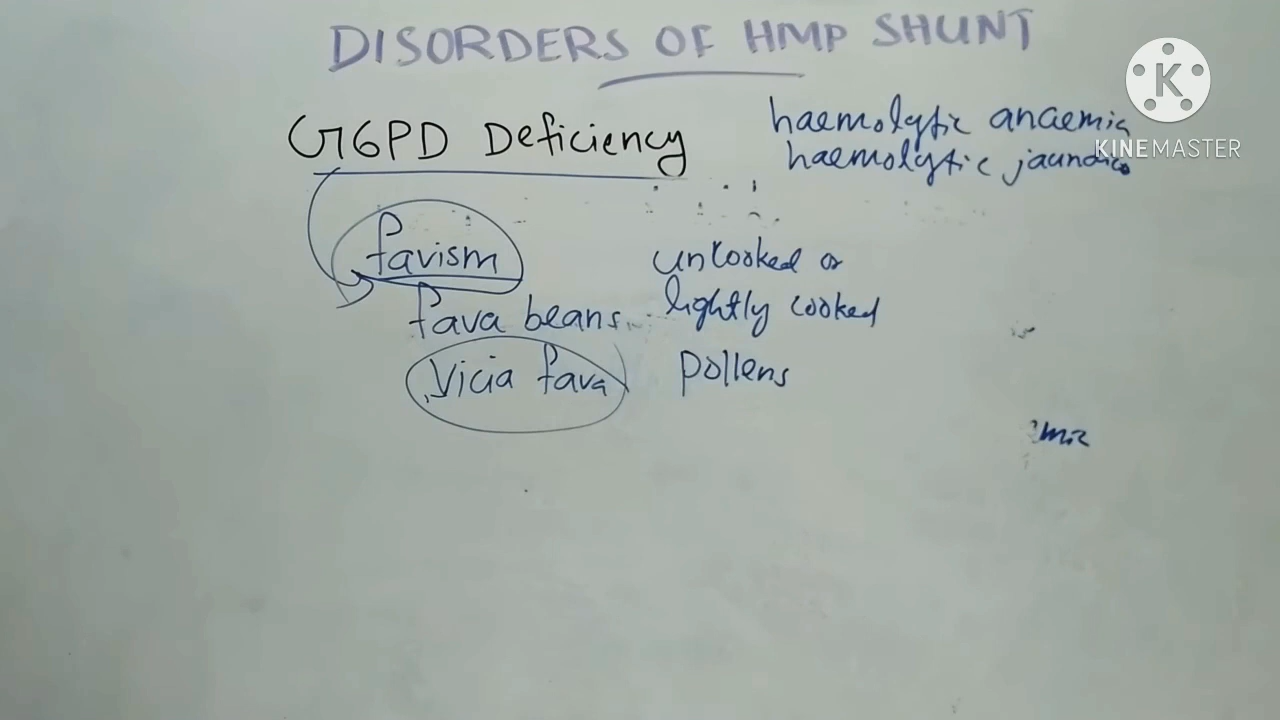 DISORDERS OF HMP SHUNT
G6PD Deficiency
haemolytic anaemia
haemolytic jaundice
K
KINEMASTER
favism
uncooked or
fava beans
lightly cooked
Vicia fava
pollens